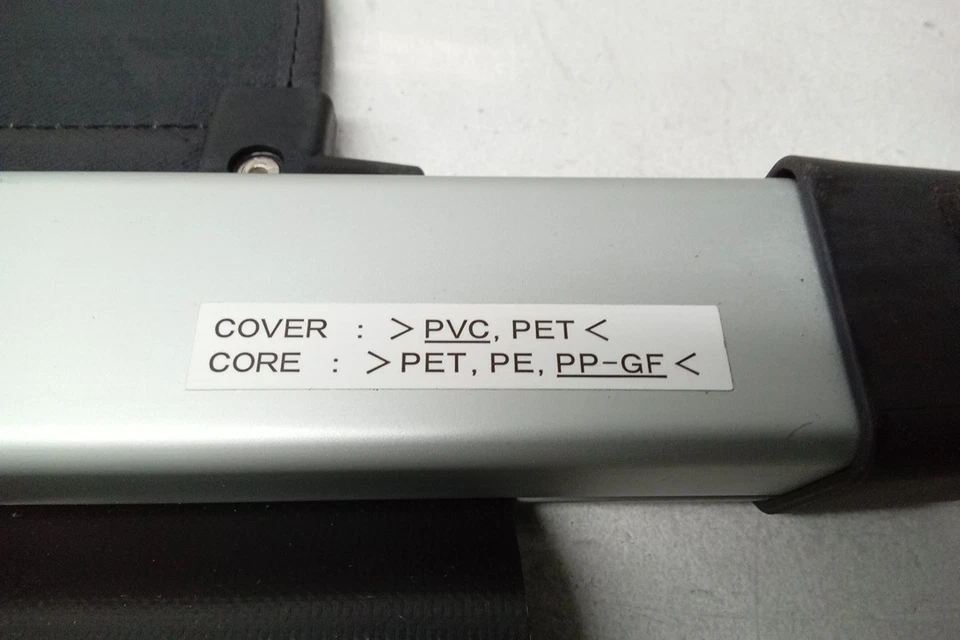 COVER : >PVC, PET<
CORE : >PET, PE, PP-GF<